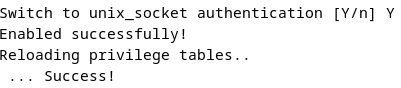 Switch to unix_socket authentication [Y/n] Y
Enabled successfully!
Reloading privilege tables..
 ... Success!